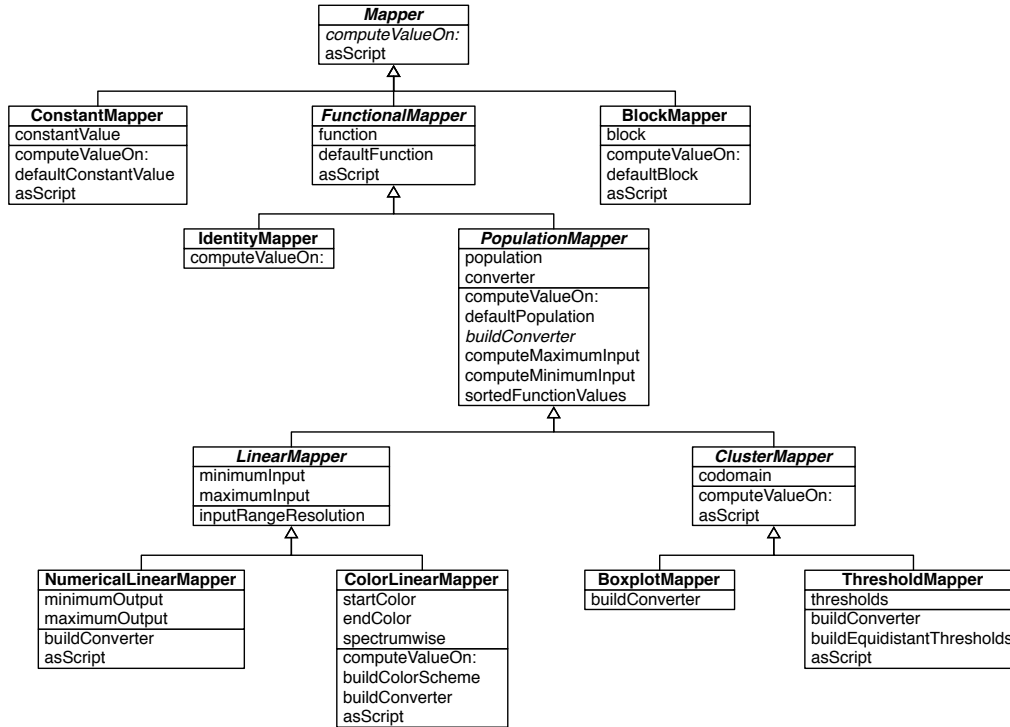 Mapper
computeValueOn:
asScript
ConstantMapper
constantValue
computeValueOn:
defaultConstantValue
asScript
FunctionalMapper
function
defaultFunction
asScript
BlockMapper
block
computeValueOn:
defaultBlock
asScript
IdentityMapper
computeValueOn:
PopulationMapper
population
converter
computeValueOn:
defaultPopulation
buildConverter
computeMaximumInput
computeMinimumInput
sortedFunctionValues
LinearMapper
minimumInput
maximumInput
inputRangeResolution
ClusterMapper
codomain
computeValueOn:
asScript
NumericalLinearMapper
minimumOutput
maximumOutput
buildConverter
asScript
ColorLinearMapper
startColor
endColor
spectrumwise
computeValueOn:
buildColorScheme
buildConverter
asScript
BoxplotMapper
buildConverter
ThresholdMapper
thresholds
buildConverter
buildEquidistantThresholds
asScript